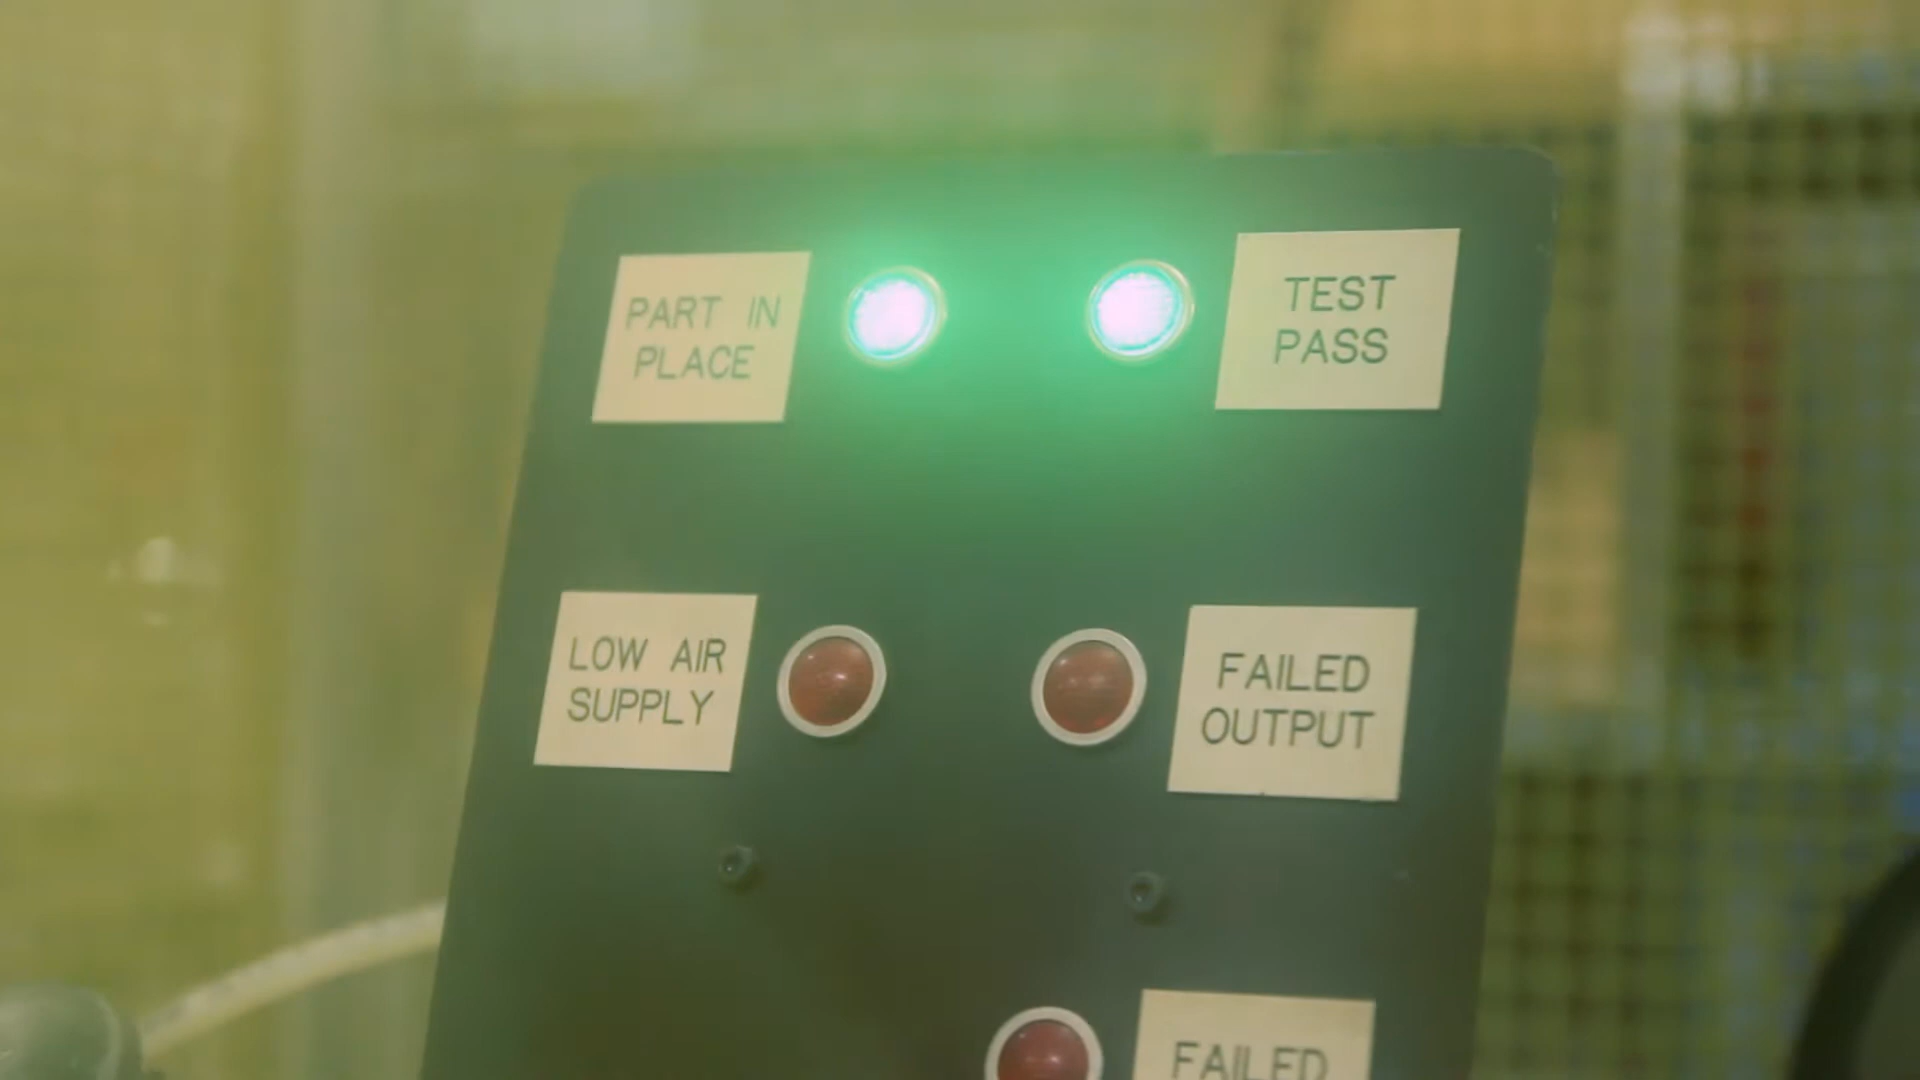 PART IN
PLACE
TEST
PASS
LOW AIR
SUPPLY
FAILED
OUTPUT
FAILED